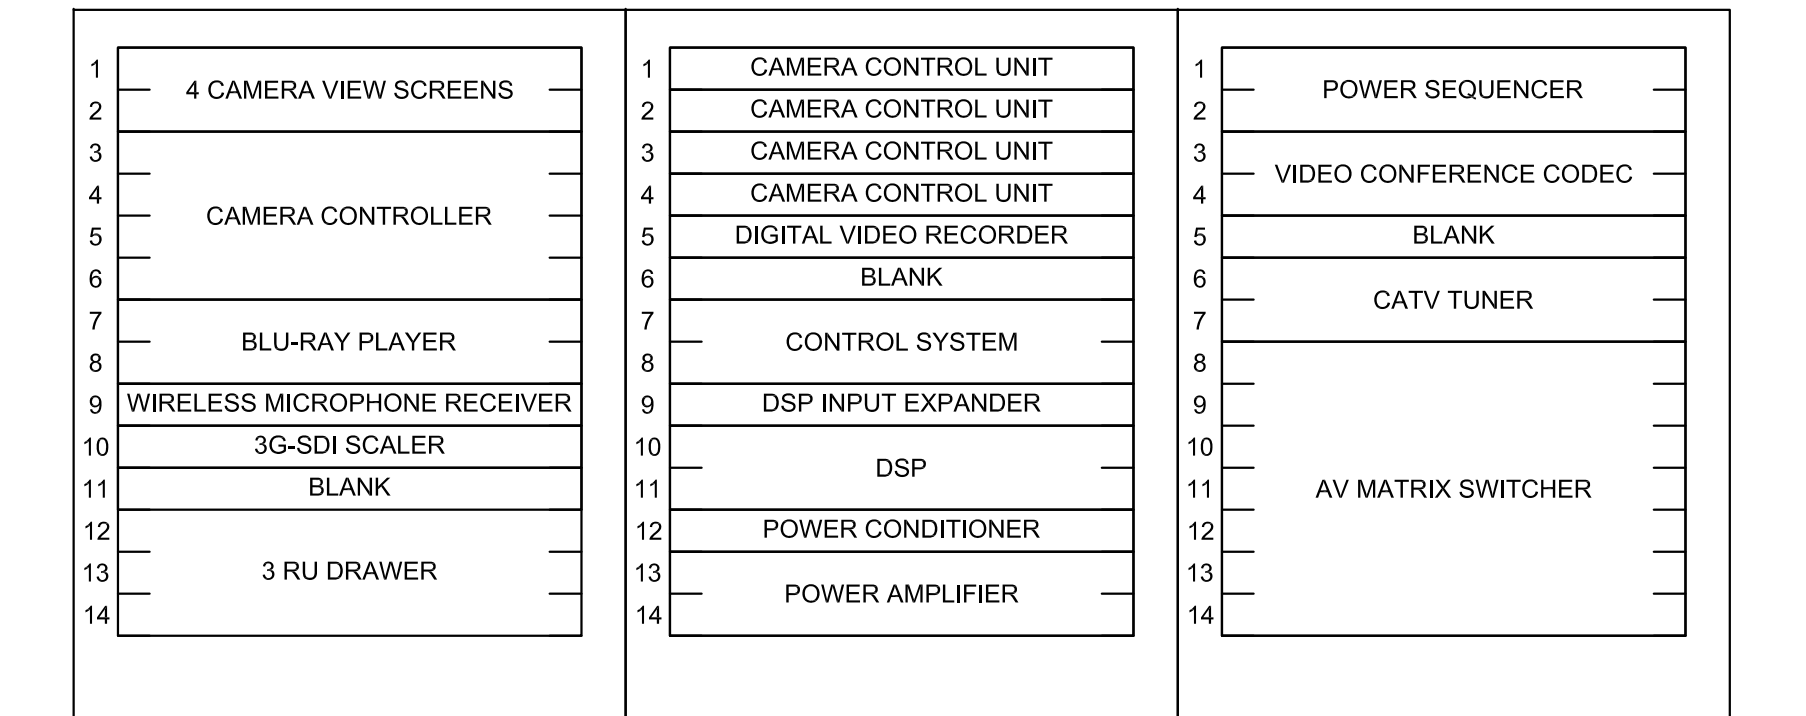 1
4 CAMERA VIEW SCREENS
2
3
4
CAMERA CONTROLLER
5
6
7
BLU-RAY PLAYER
8
9 WIRELESS MICROPHONE RECEIVER
10 3G-SDI SCALER
11 BLANK
12
13 3 RU DRAWER
14
1 CAMERA CONTROL UNIT
2 CAMERA CONTROL UNIT
3 CAMERA CONTROL UNIT
4 CAMERA CONTROL UNIT
5 DIGITAL VIDEO RECORDER
6 BLANK
7
CONTROL SYSTEM
8
9 DSP INPUT EXPANDER
10
DSP
11
12 POWER CONDITIONER
13
POWER AMPLIFIER
14
1
POWER SEQUENCER
2
3
VIDEO CONFERENCE CODEC
4
5 BLANK
6
CATV TUNER
7
8
9
10
11 AV MATRIX SWITCHER
12
13
14